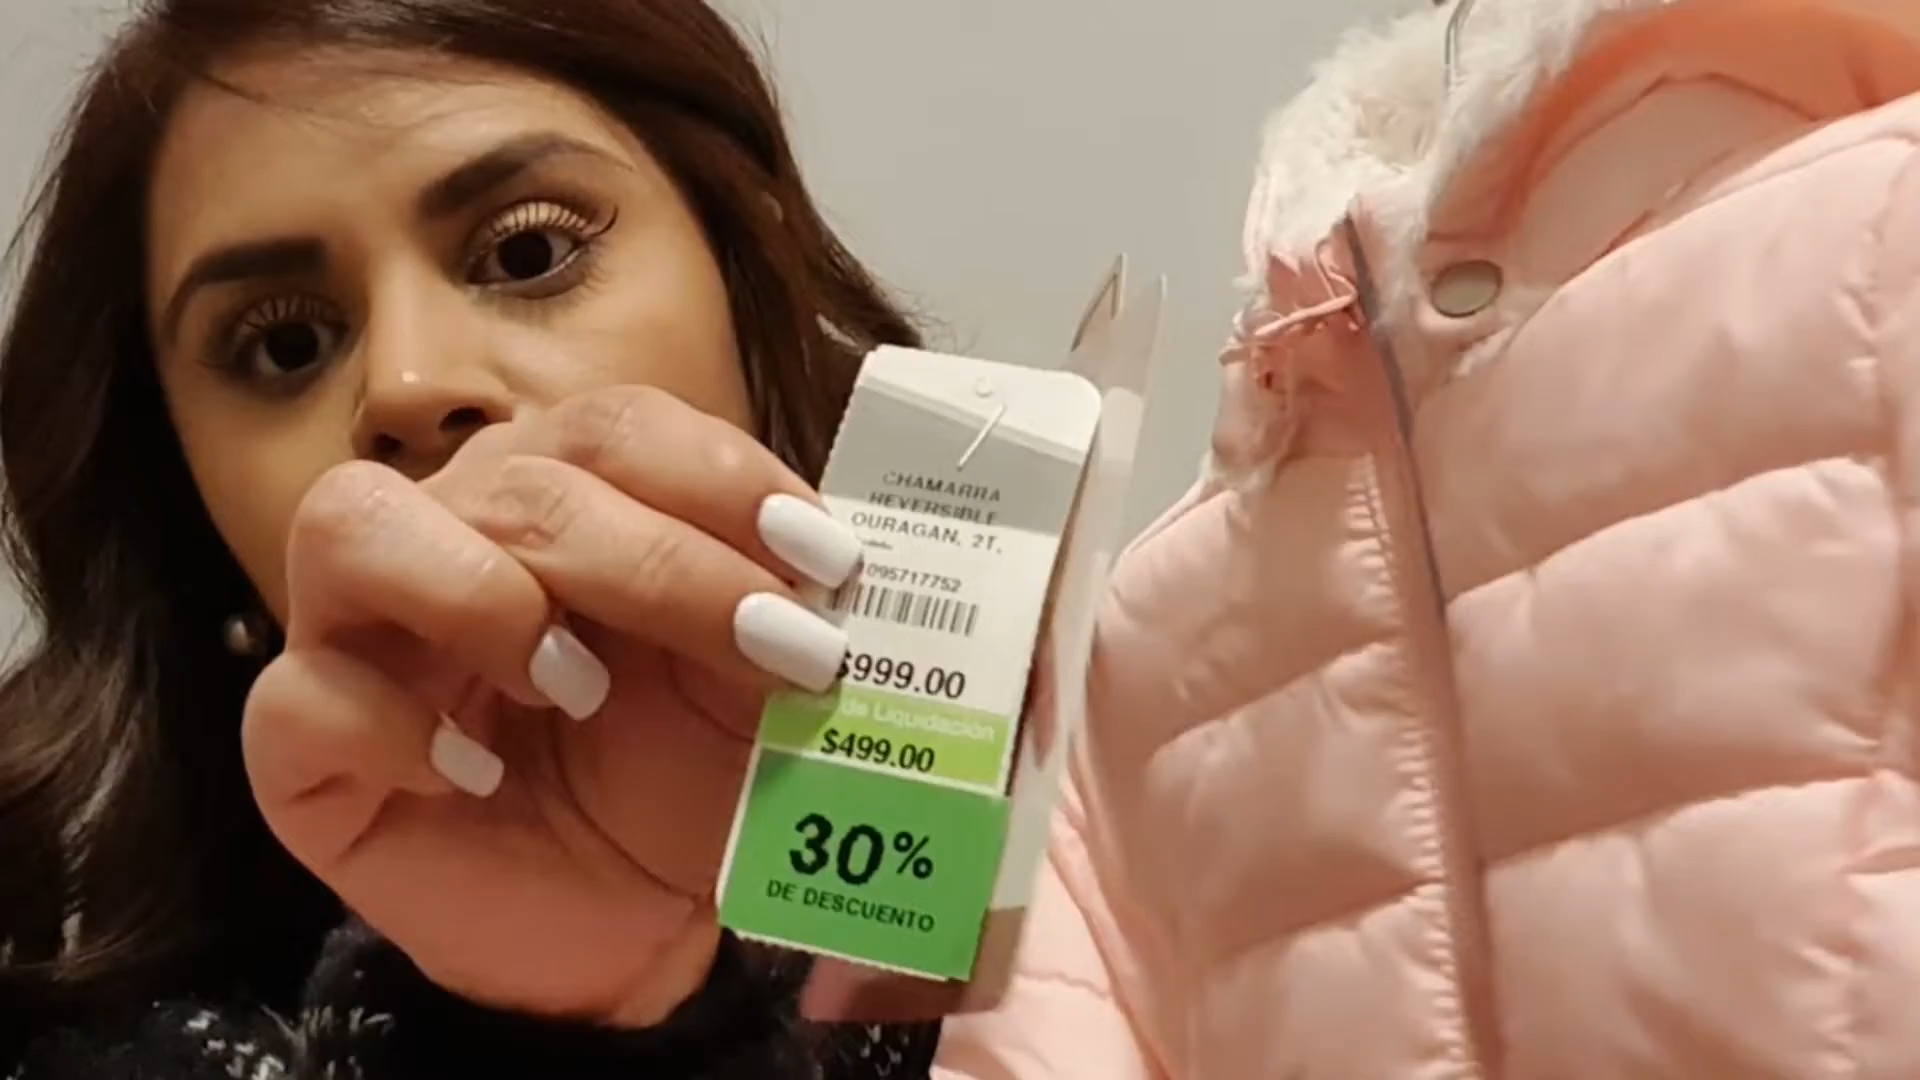 CHAMARRA
REVERSIBLE
OURAGAN, 2T,
095717752
$999.00
de Liquidación
$499.00
30%
DE DESCUENTO